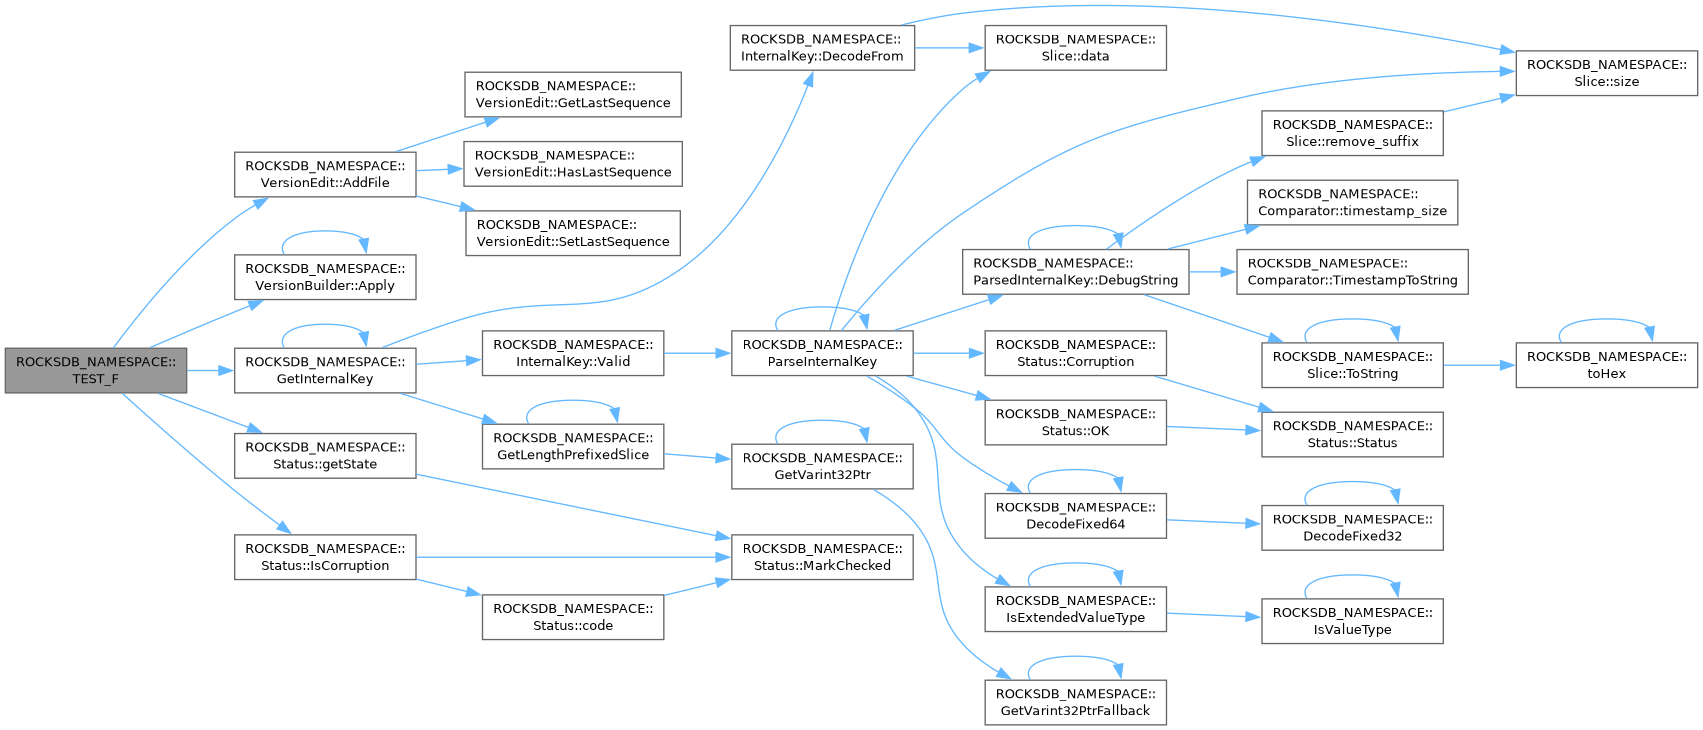 ROCKSDB_NAMESPACE::
TEST_F
ROCKSDB_NAMESPACE::
VersionEdit::AddFile
ROCKSDB_NAMESPACE::
VersionBuilder::Apply
ROCKSDB_NAMESPACE::
GetInternalKey
ROCKSDB_NAMESPACE::
Status::getState
ROCKSDB_NAMESPACE::
Status::IsCorruption
ROCKSDB_NAMESPACE::
VersionEdit::GetLastSequence
ROCKSDB_NAMESPACE::
VersionEdit::HasLastSequence
ROCKSDB_NAMESPACE::
VersionEdit::SetLastSequence
ROCKSDB_NAMESPACE::
InternalKey::Valid
ROCKSDB_NAMESPACE::
GetLengthPrefixedSlice
ROCKSDB_NAMESPACE::
Status::code
ROCKSDB_NAMESPACE::
InternalKey::DecodeFrom
ROCKSDB_NAMESPACE::
ParseInternalKey
ROCKSDB_NAMESPACE::
GetVarint32Ptr
ROCKSDB_NAMESPACE::
Status::MarkChecked
ROCKSDB_NAMESPACE::
Slice::data
ROCKSDB_NAMESPACE::
ParsedInternalKey::DebugString
ROCKSDB_NAMESPACE::
Status::Corruption
ROCKSDB_NAMESPACE::
Status::OK
ROCKSDB_NAMESPACE::
DecodeFixed64
ROCKSDB_NAMESPACE::
IsExtendedValueType
ROCKSDB_NAMESPACE::
GetVarint32PtrFallback
ROCKSDB_NAMESPACE::
Slice::remove_suffix
ROCKSDB_NAMESPACE::
Comparator::timestamp_size
ROCKSDB_NAMESPACE::
Comparator::TimestampToString
ROCKSDB_NAMESPACE::
Slice::ToString
ROCKSDB_NAMESPACE::
Status::Status
ROCKSDB_NAMESPACE::
DecodeFixed32
ROCKSDB_NAMESPACE::
IsValueType
ROCKSDB_NAMESPACE::
Slice::size
ROCKSDB_NAMESPACE::
toHex